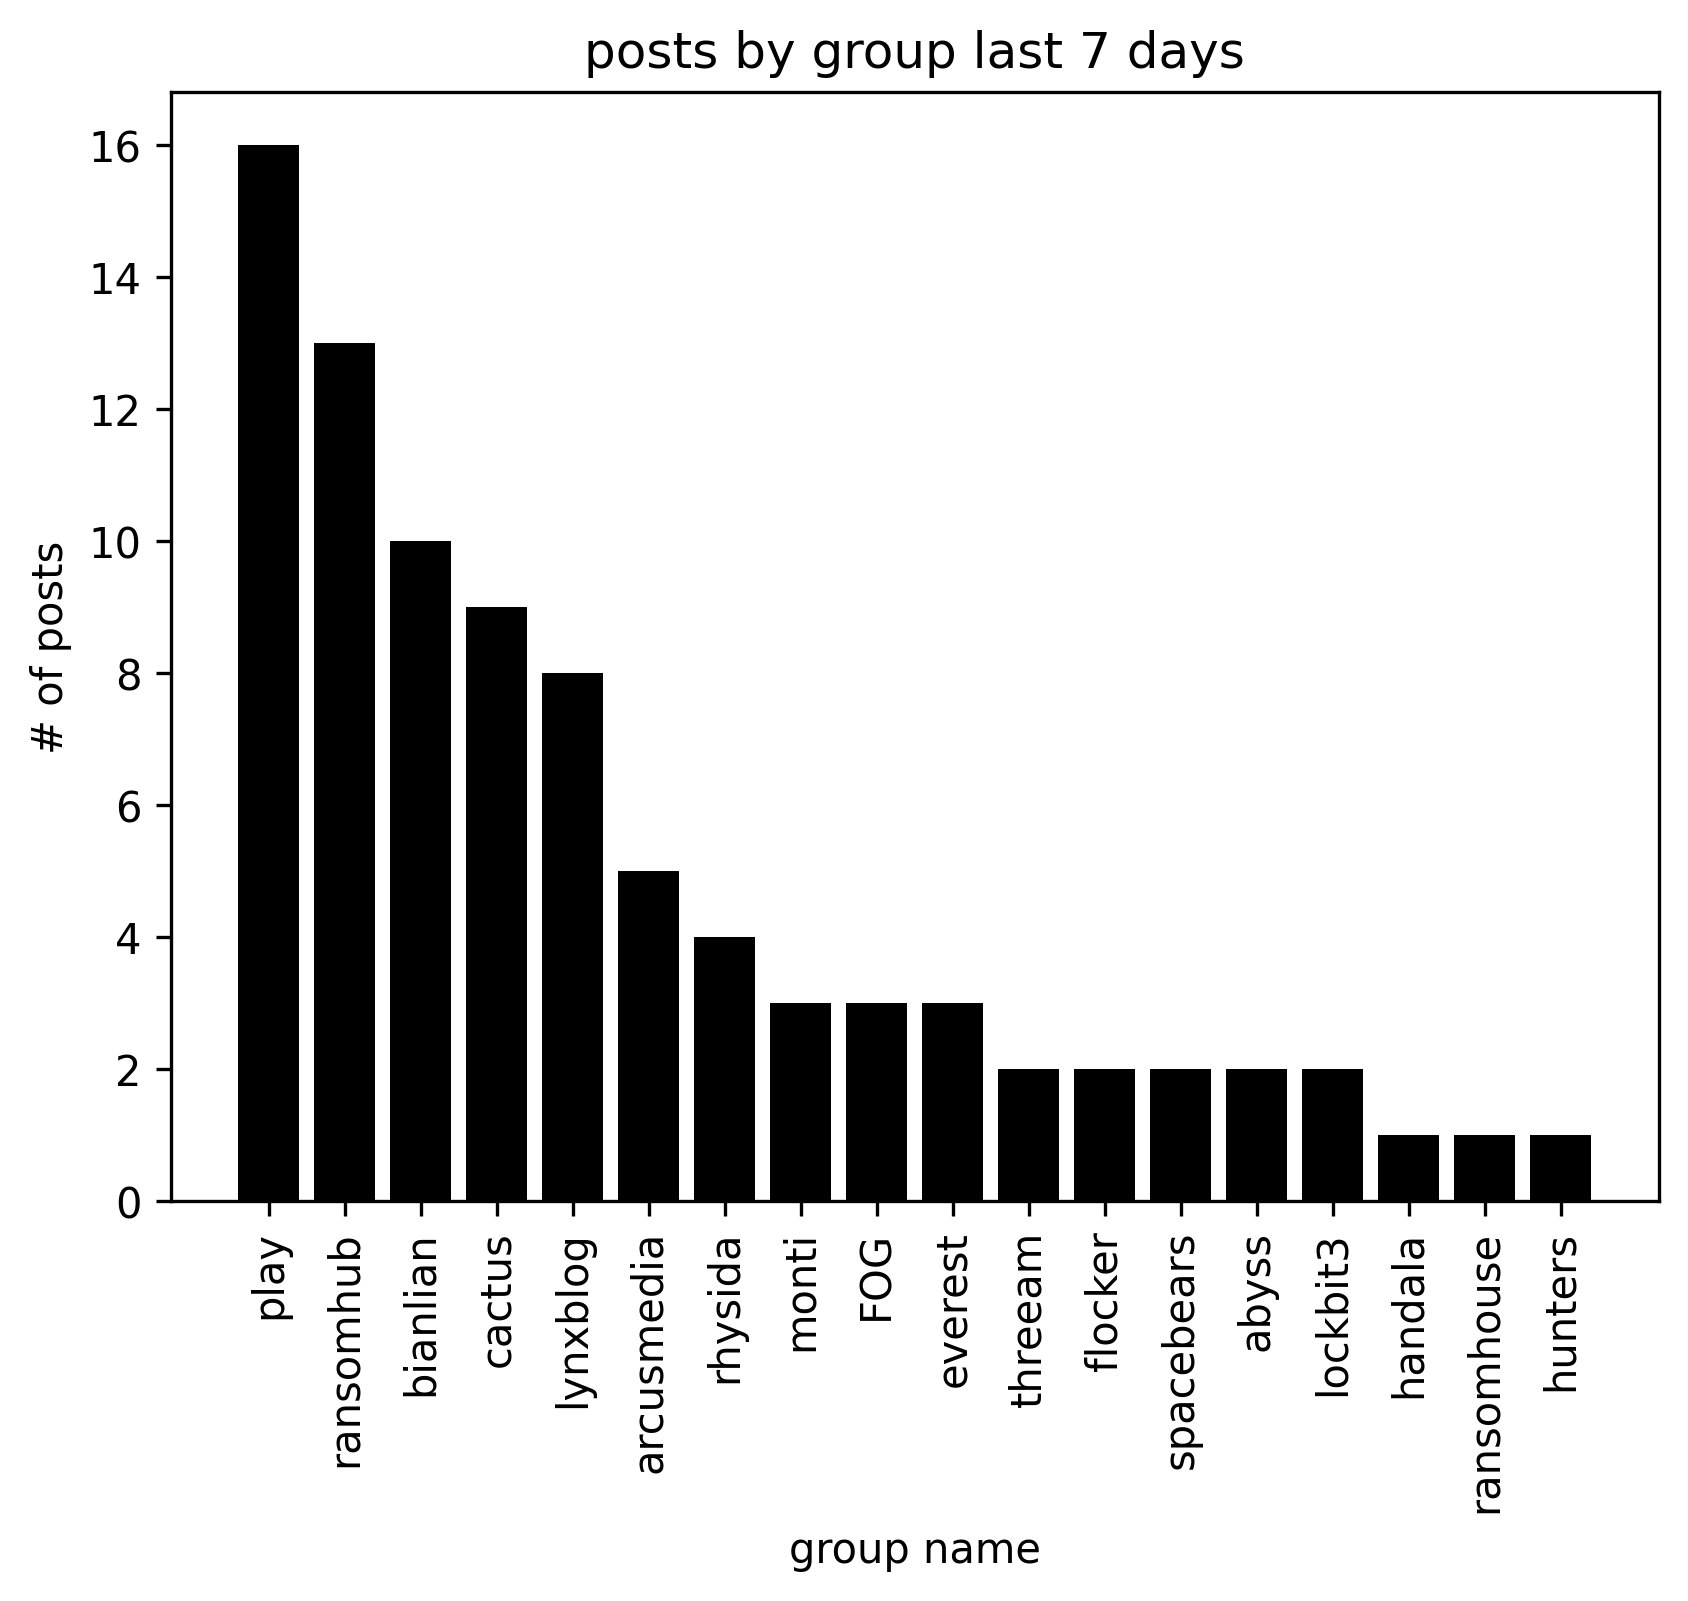 posts by group last 7 days
16
14
12
10
8
6
4
2
0
# of posts
play
ransomhub
bianlian
cactus
lynxblog
arcusmedia
rhysida
monti
FOG
everest
threeam
flocker
spacebears
abyss
lockbit3
handala
ransomhouse
hunters
group name